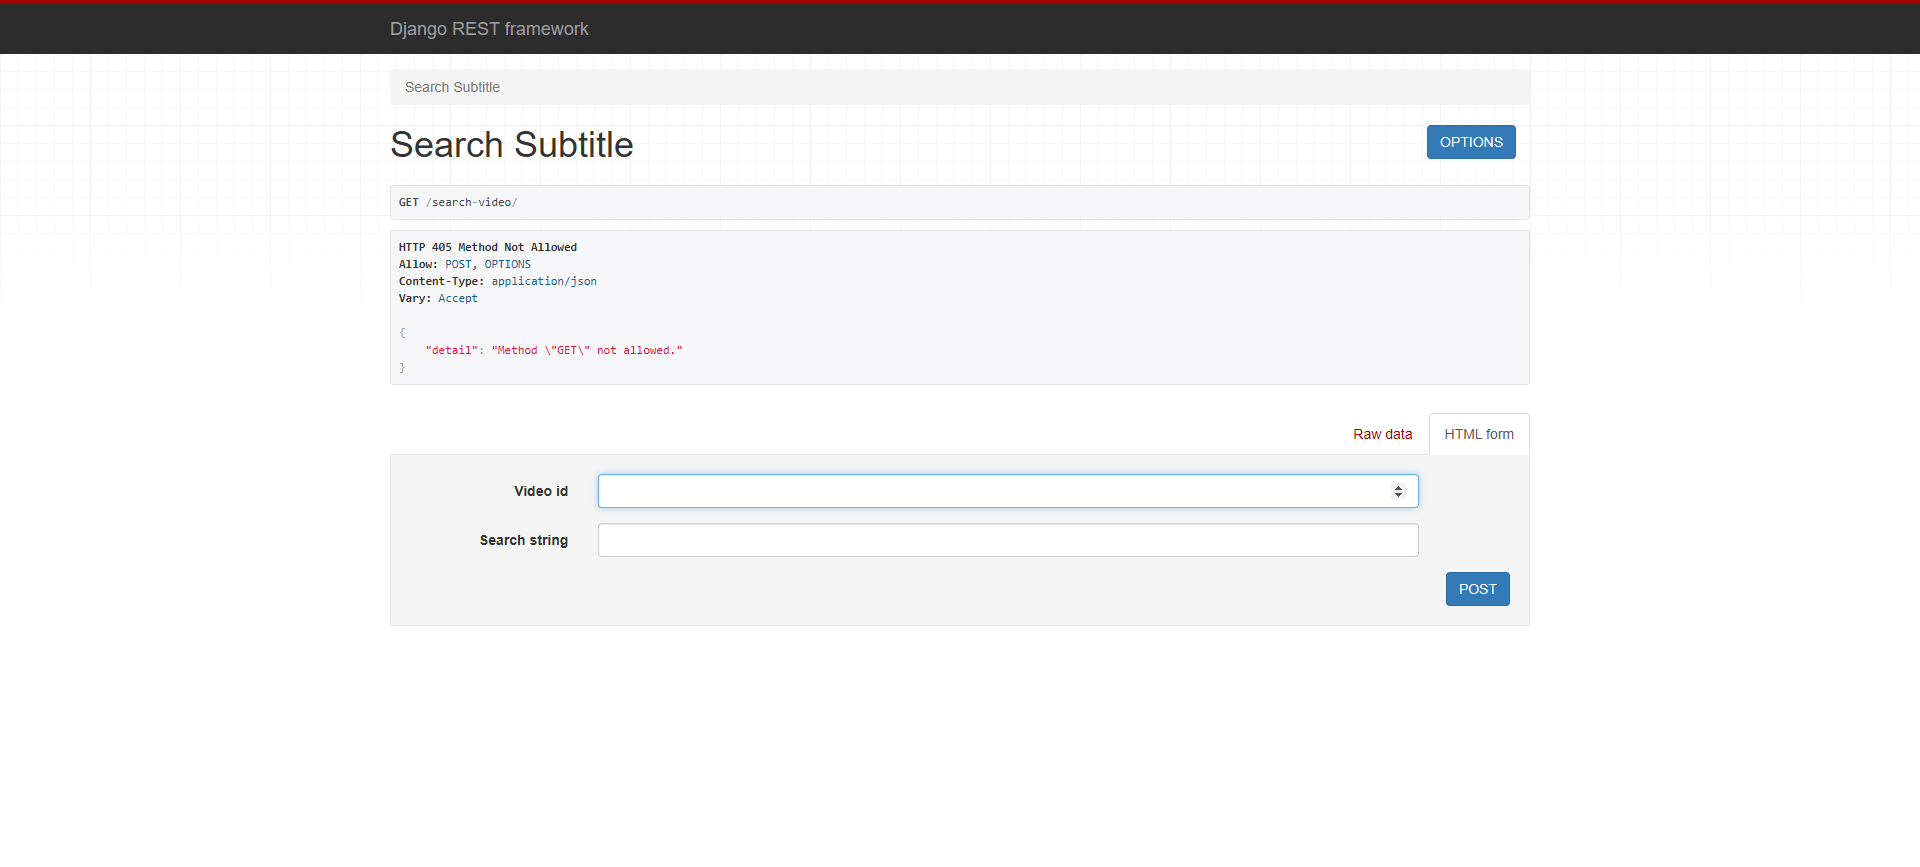 Django REST framework
Search Subtitle
Search Subtitle
OPTIONS
GET /search-video/
HTTP 405 Method Not Allowed
Allow: POST, OPTIONS
Content-Type: application/json
Vary: Accept
{
    "detail": "Method \"GET\" not allowed."
}
Raw data
HTML form
Video id
Search string
POST